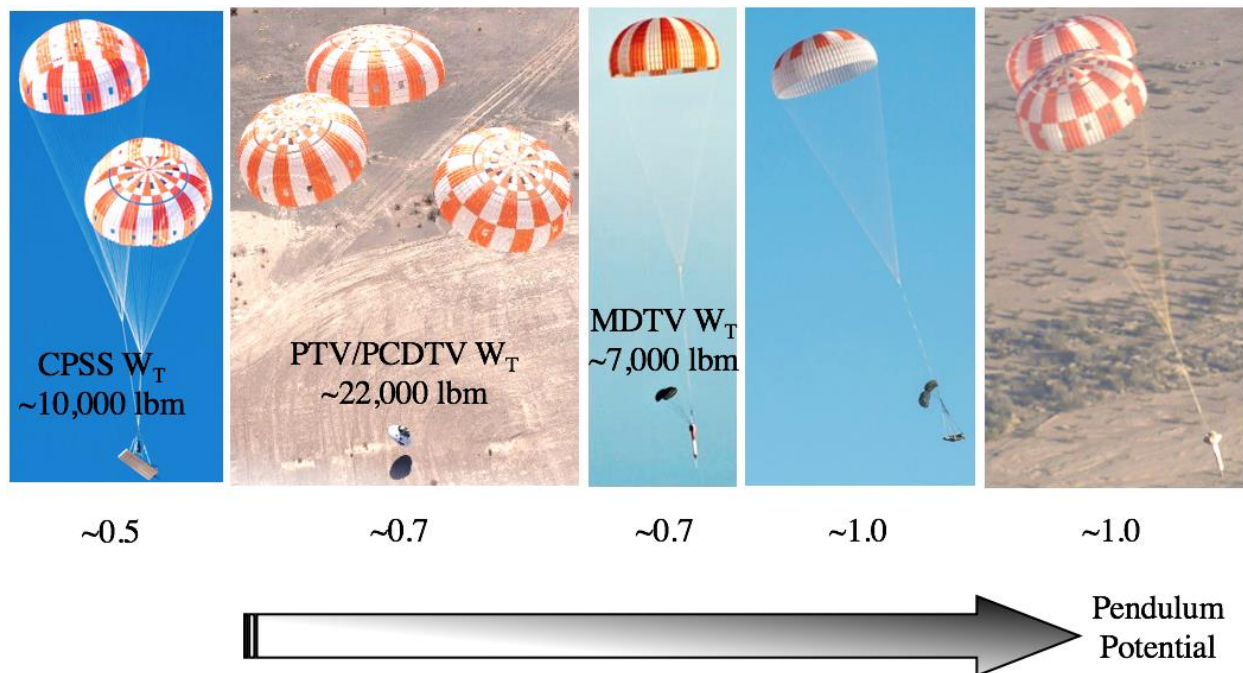 CPSS W_T
~10,000 lbm
PTV/PCDTV W_T
~22,000 lbm
MDTV W_T
~7,000 lbm
~0.5
~0.7
~0.7
~1.0
~1.0
Pendulum
Potential